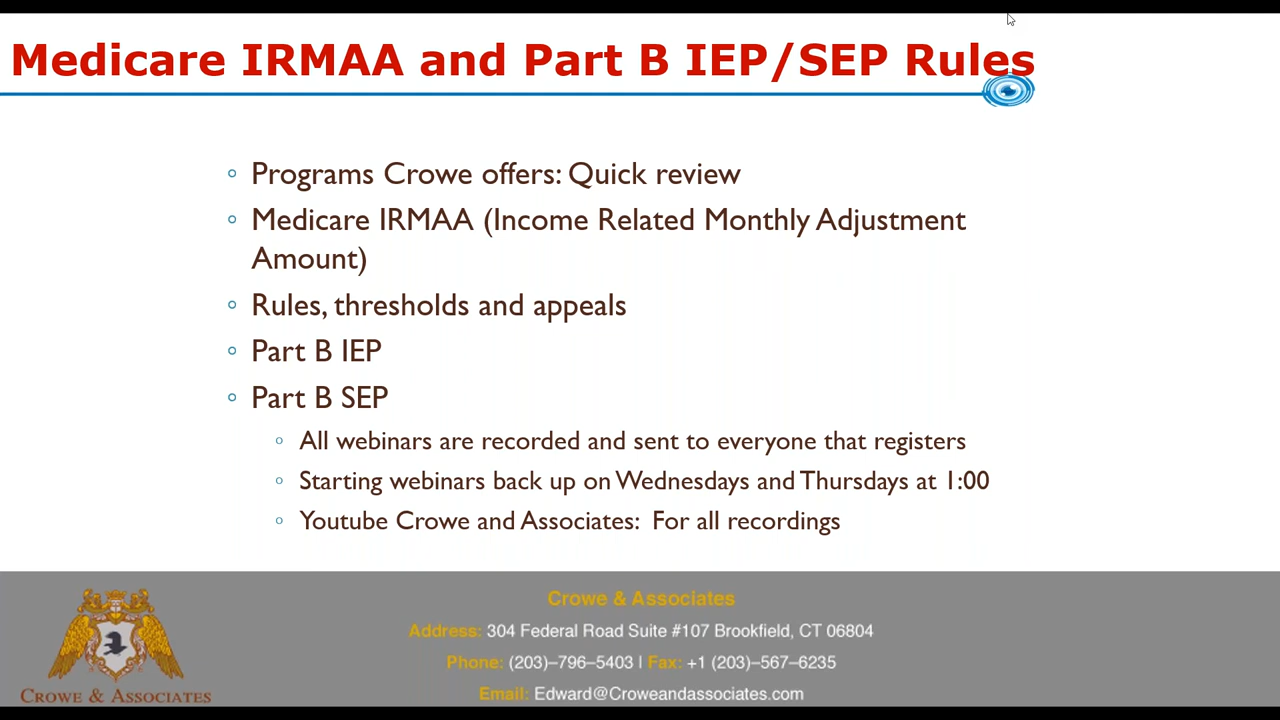 Medicare IRMAA and Part B IEP/SEP Rules
Programs Crowe offers: Quick review
Medicare IRMAA (Income Related Monthly Adjustment
Amount)
Rules, thresholds and appeals
Part B IEP
Part B SEP
All webinars are recorded and sent to everyone that registers
Starting webinars back up on Wednesdays and Thursdays at 1:00
Youtube Crowe and Associates: For all recordings
Crowe & Associates
Address: 304 Federal Road Suite #107 Brookfield, CT 06804
Phone: (203)–796–5403 | Fax: +1 (203)–567–6235
Email: Edward@Croweandassociates.com
CROWE & ASSOCIATES